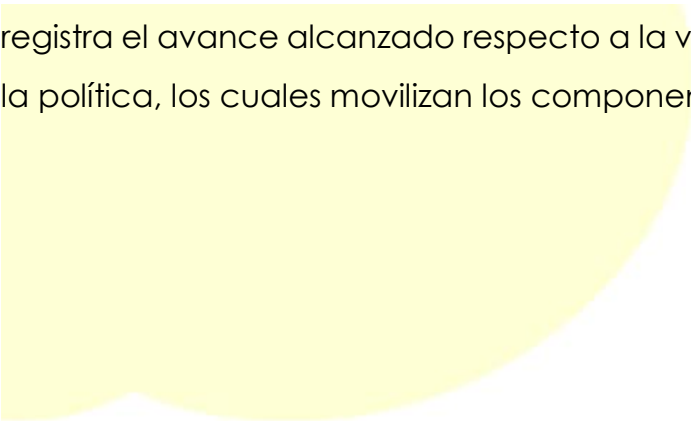 registra el avance alcanzado respecto a la
la política, los cuales movilizan los